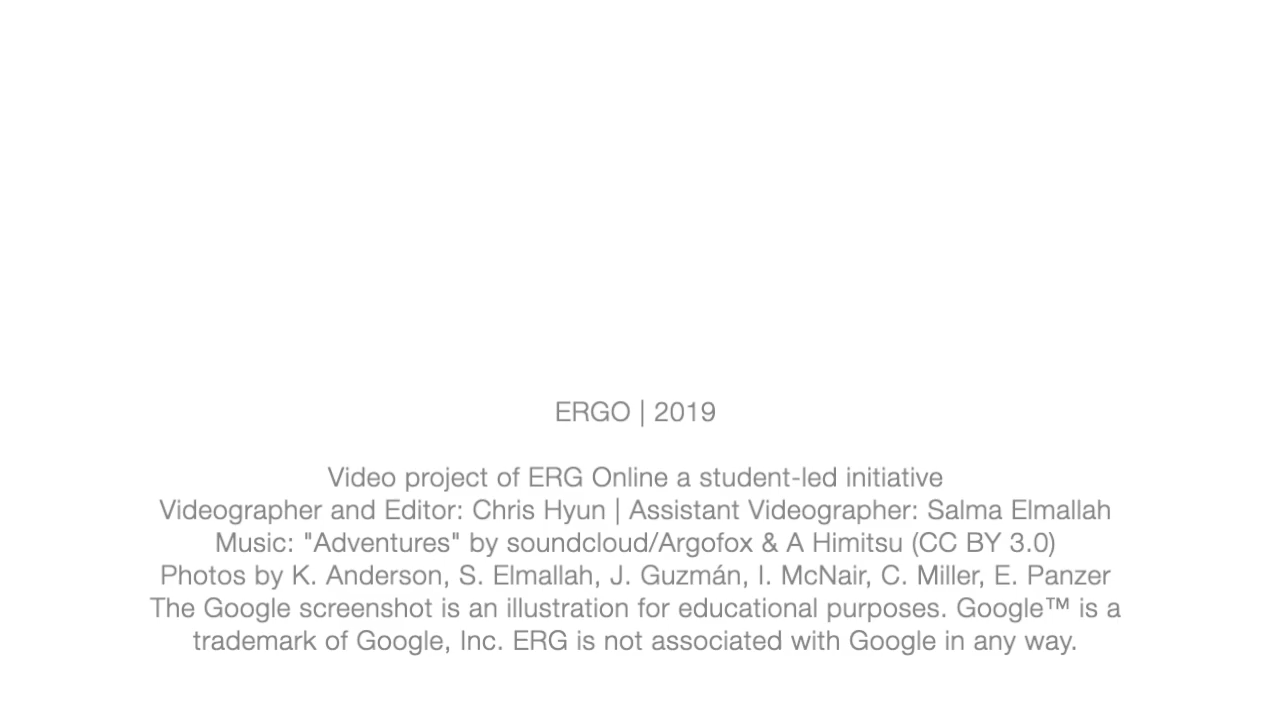 ERGO | 2019
Video project of ERG Online a student-led initiative
Videographer and Editor: Chris Hyun | Assistant Videographer: Salma Elmallah
Music: "Adventures" by soundcloud/Argofox & A Himitsu (CC BY 3.0)
Photos by K. Anderson, S. Elmallah, J. Guzmán, I. McNair, C. Miller, E. Panzer
The Google screenshot is an illustration for educational purposes. Google™ is a
trademark of Google, Inc. ERG is not associated with Google in any way.